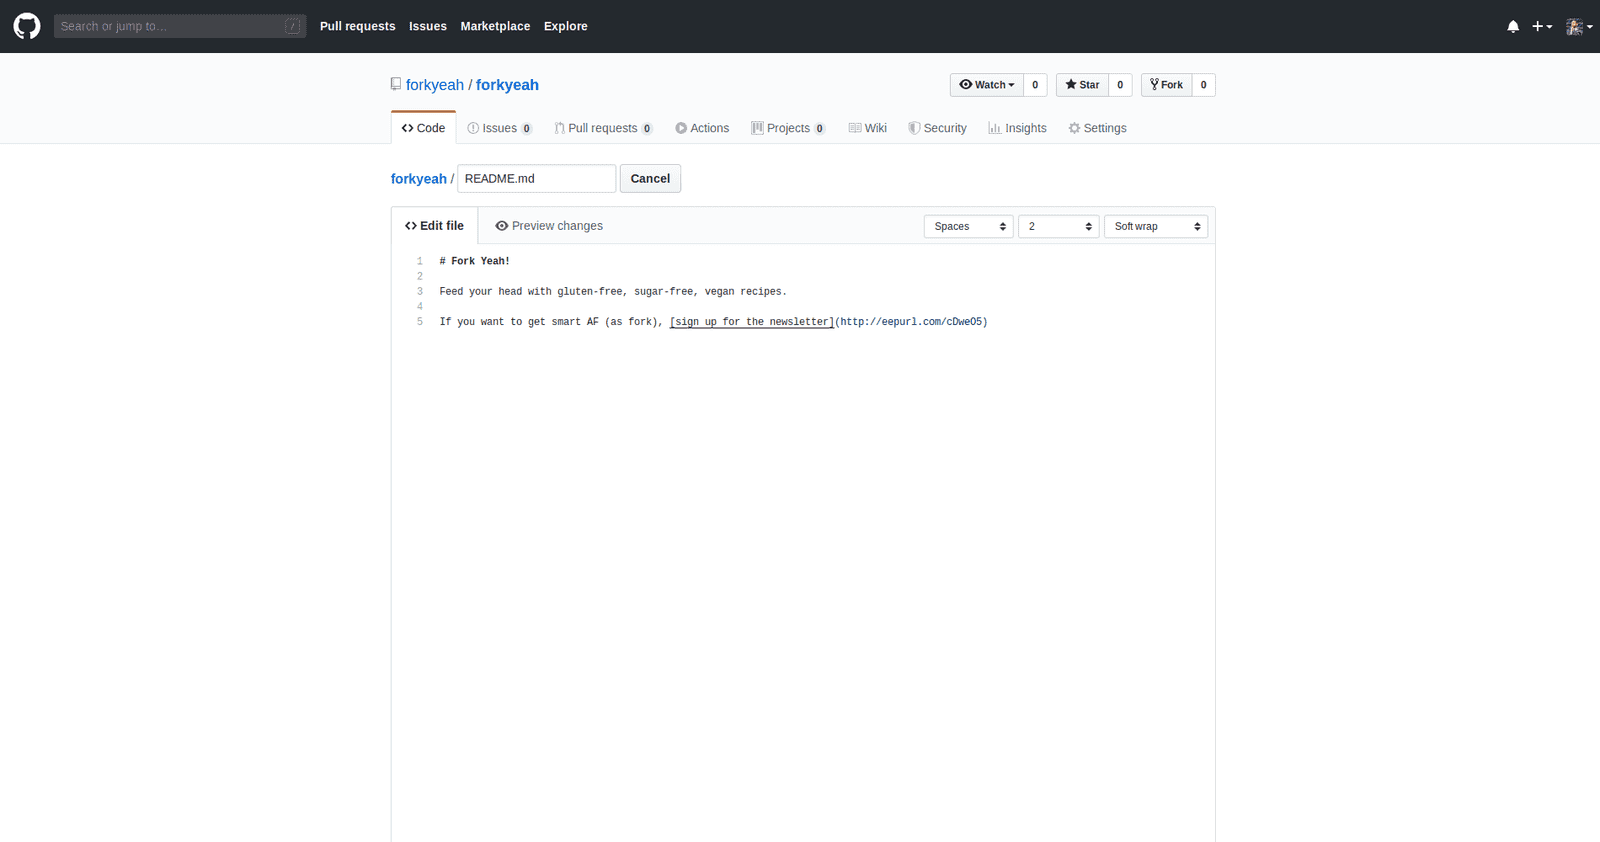 Search or jump to… / Pull requests Issues Marketplace Explore
forkyeah / forkyeah Watch 0 Star 0 Fork 0
Code Issues 0 Pull requests 0 Actions Projects 0 Wiki Security Insights Settings
forkyeah / README.md Cancel
Edit file Preview changes Spaces 2 Soft wrap
1 # Fork Yeah!
2
3 Feed your head with gluten-free, sugar-free, vegan recipes.
4
5 If you want to get smart AF (as fork), [sign up for the newsletter](http://eepurl.com/cDweO5)